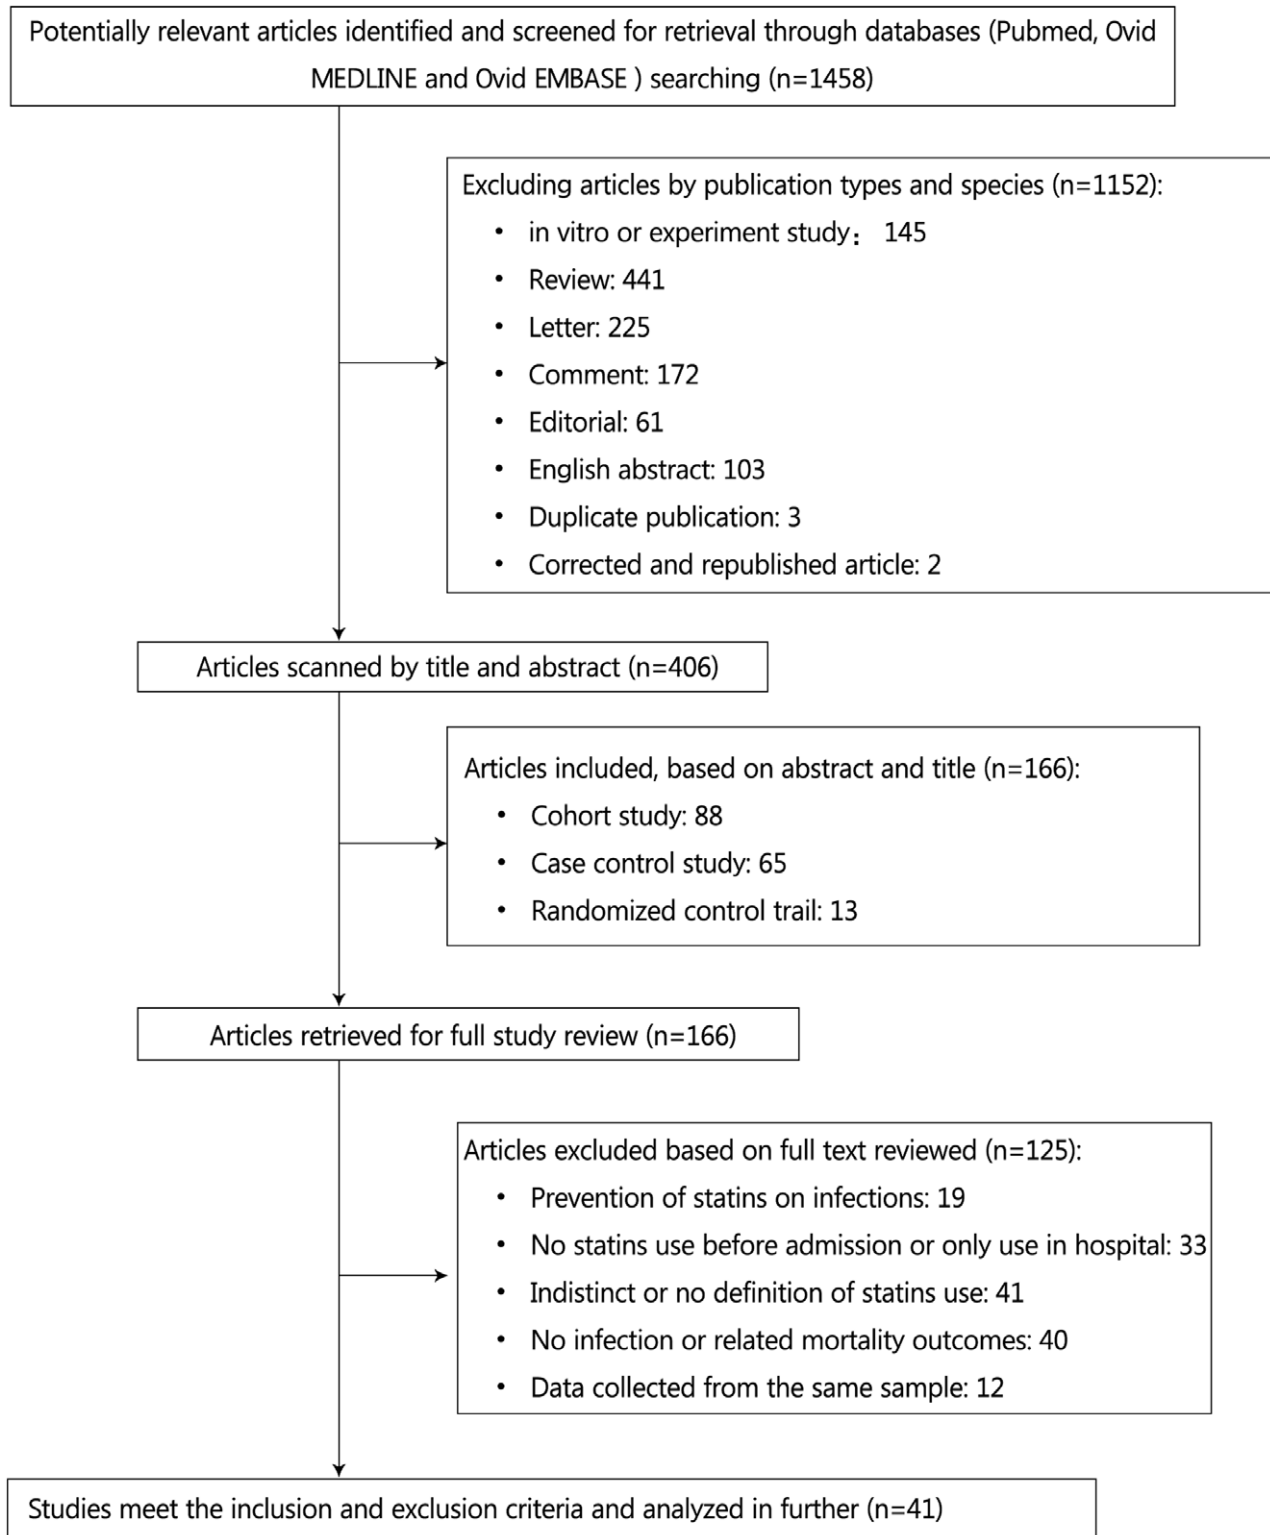 Potentially relevant articles identified and screened for retrieval through databases (Pubmed, Ovid
MEDLINE and Ovid EMBASE ) searching (n=1458)
Excluding articles by publication types and species (n=1152):
• in vitro or experiment study： 145
• Review: 441
• Letter: 225
• Comment: 172
• Editorial: 61
• English abstract: 103
• Duplicate publication: 3
• Corrected and republished article: 2
Articles scanned by title and abstract (n=406)
Articles included, based on abstract and title (n=166):
• Cohort study: 88
• Case control study: 65
• Randomized control trail: 13
Articles retrieved for full study review (n=166)
Articles excluded based on full text reviewed (n=125):
• Prevention of statins on infections: 19
• No statins use before admission or only use in hospital: 33
• Indistinct or no definition of statins use: 41
• No infection or related mortality outcomes: 40
• Data collected from the same sample: 12
Studies meet the inclusion and exclusion criteria and analyzed in further (n=41)